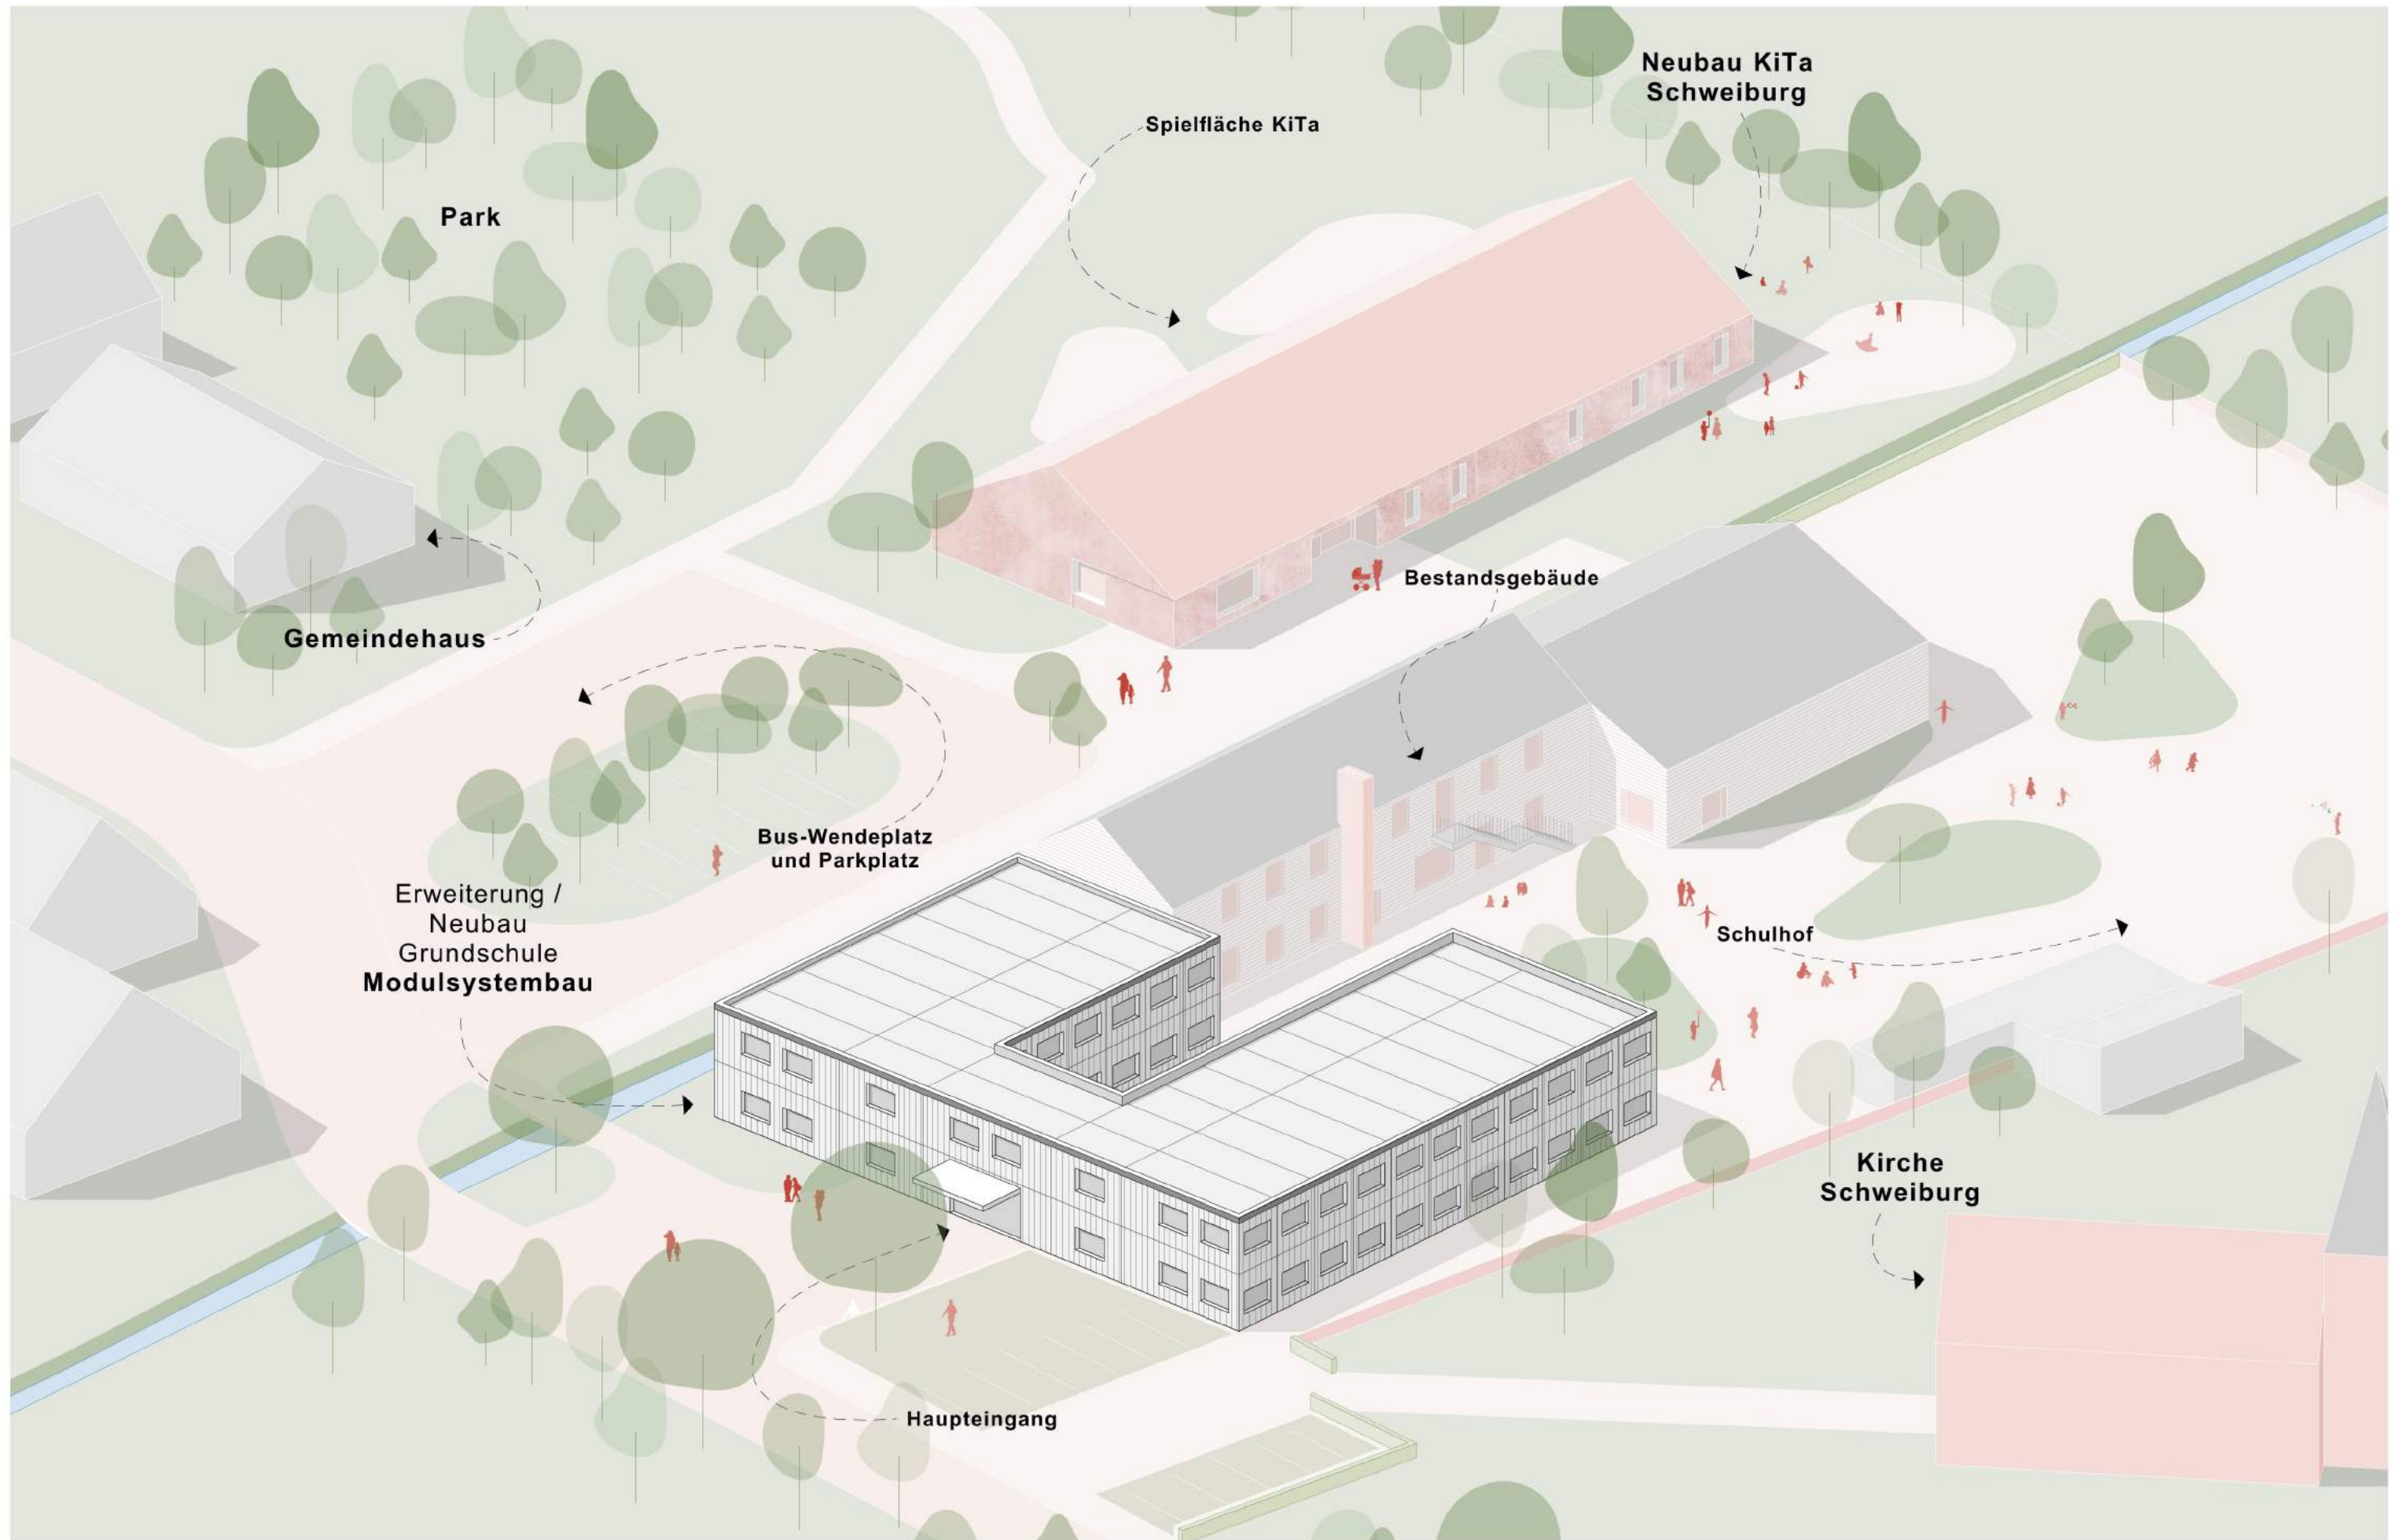 Neubau KiTa
Schweiburg
Spielfläche KiTa
Park
Bestandsgebäude
Gemeindehaus
Bus-Wendeplatz
und Parkplatz
Erweiterung /
Neubau
Grundschule
Modulsystembau
Schulhof
Kirche
Schweiburg
Haupteingang